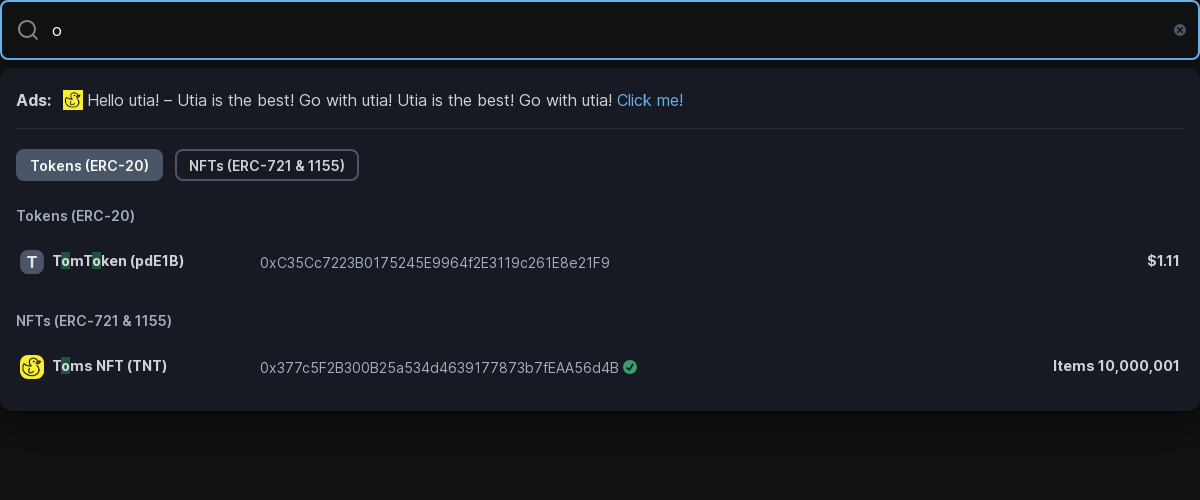 o
Ads: Hello utia! – Utia is the best! Go with utia! Utia is the best! Go with utia! Click me!
Tokens (ERC-20) NFTs (ERC-721 & 1155)
Tokens (ERC-20)
T TomToken (pdE1B) 0xC35Cc7223B0175245E9964f2E3119c261E8e21F9 $1.11
NFTs (ERC-721 & 1155)
Toms NFT (TNT) 0x377c5F2B300B25a534d4639177873b7fEAA56d4B Items 10,000,001